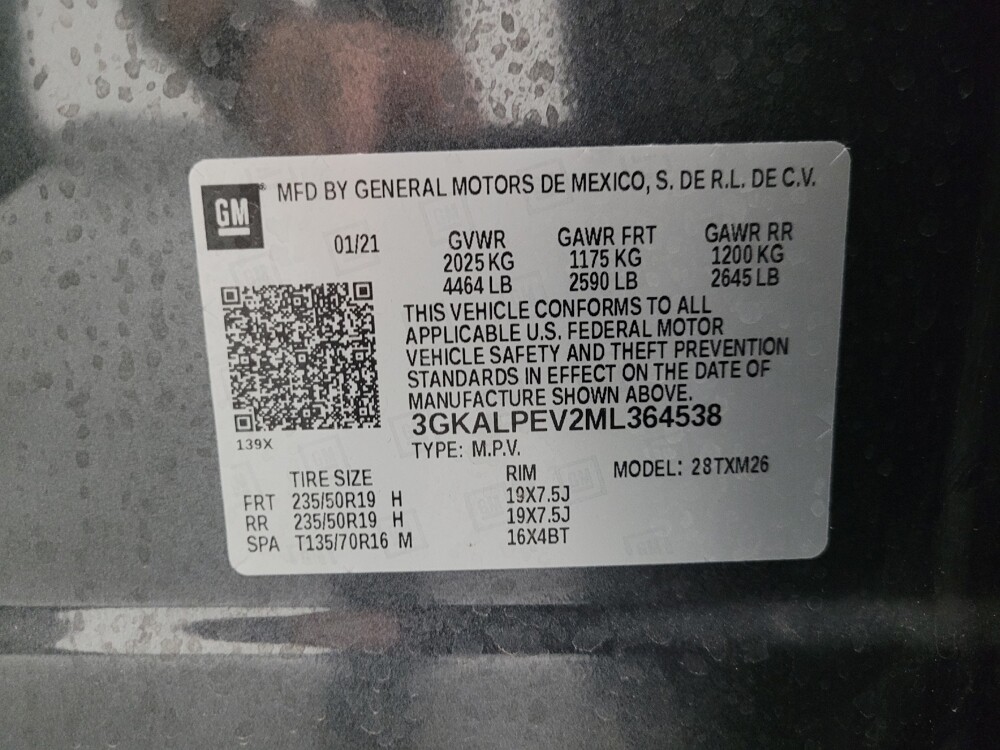 GM
MFD BY GENERAL MOTORS DE MEXICO, S. DE R.L. DE C.V.
01/21 GVWR GAWR FRT GAWR RR
2025 KG 1175 KG 1200 KG
4464 LB 2590 LB 2645 LB
THIS VEHICLE CONFORMS TO ALL
APPLICABLE U.S. FEDERAL MOTOR
VEHICLE SAFETY AND THEFT PREVENTION
STANDARDS IN EFFECT ON THE DATE OF
MANUFACTURE SHOWN ABOVE.
3GKALPEV2ML364538
139X
TYPE: M.P.V.
TIRE SIZE RIM MODEL: 28TXM26
FRT 235/50R19 H 19X7.5J
RR 235/50R19 H 19X7.5J
SPA T135/70R16 M 16X4BT